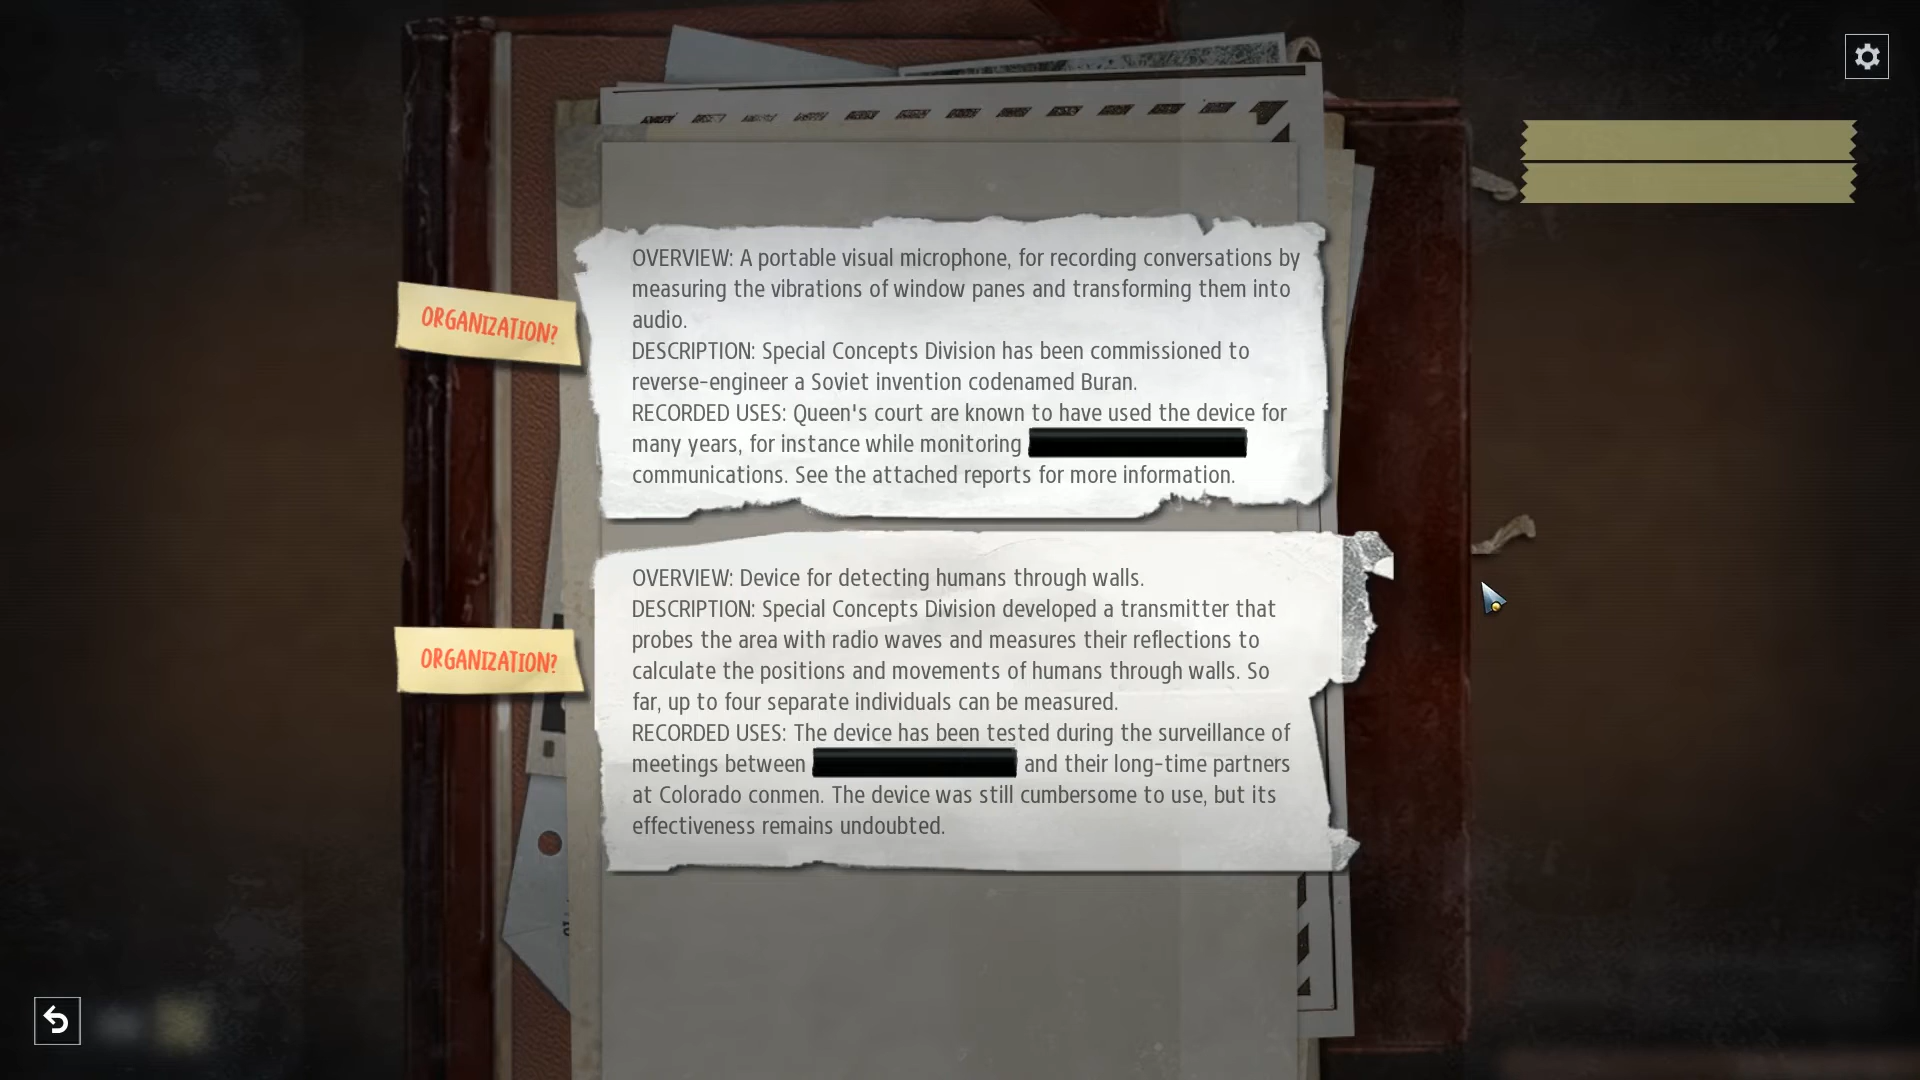 OVERVIEW: A portable visual microphone, for recording conversations by
measuring the vibrations of window panes and transforming them into
audio.
DESCRIPTION: Special Concepts Division has been commissioned to
reverse-engineer a Soviet invention codenamed Buran.
RECORDED USES: Queen's court are known to have used the device for
many years, for instance while monitoring
communications. See the attached reports for more information.
ORGANIZATION?
OVERVIEW: Device for detecting humans through walls.
DESCRIPTION: Special Concepts Division developed a transmitter that
probes the area with radio waves and measures their reflections to
calculate the positions and movements of humans through walls. So
far, up to four separate individuals can be measured.
RECORDED USES: The device has been tested during the surveillance of
meetings between and their long-time partners
at Colorado conmen. The device was still cumbersome to use, but its
effectiveness remains undoubted.
ORGANIZATION?